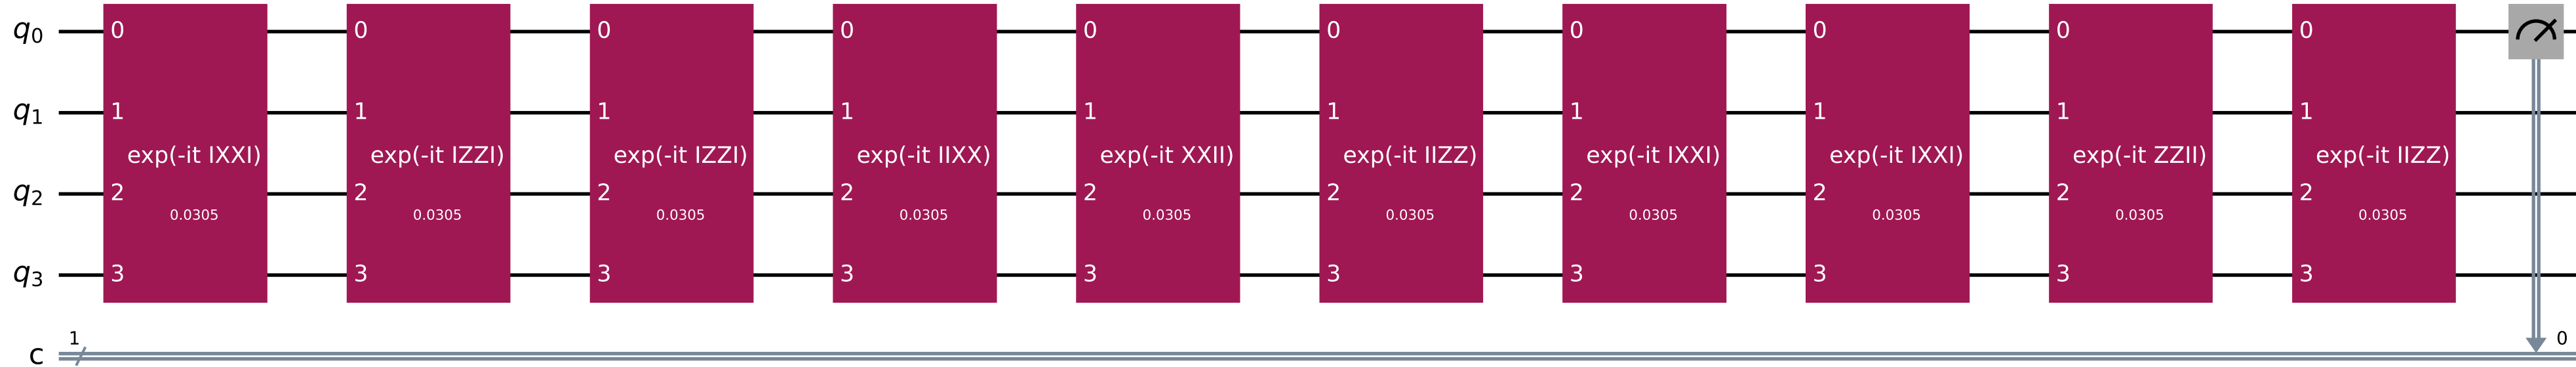 q0 0 0 0 0 0 0 0 0 0 0
q1 1 1 1 1 1 1 1 1 1 1
exp(-it IXXI) exp(-it IZZI) exp(-it IZZI) exp(-it IIXX) exp(-it XXII) exp(-it IIZZ) exp(-it IXXI) exp(-it IXXI) exp(-it ZZII) exp(-it IIZZ)
q2 2 2 2 2 2 2 2 2 2 2
0.0305 0.0305 0.0305 0.0305 0.0305 0.0305 0.0305 0.0305 0.0305 0.0305
q3 3 3 3 3 3 3 3 3 3 3
1 0
c